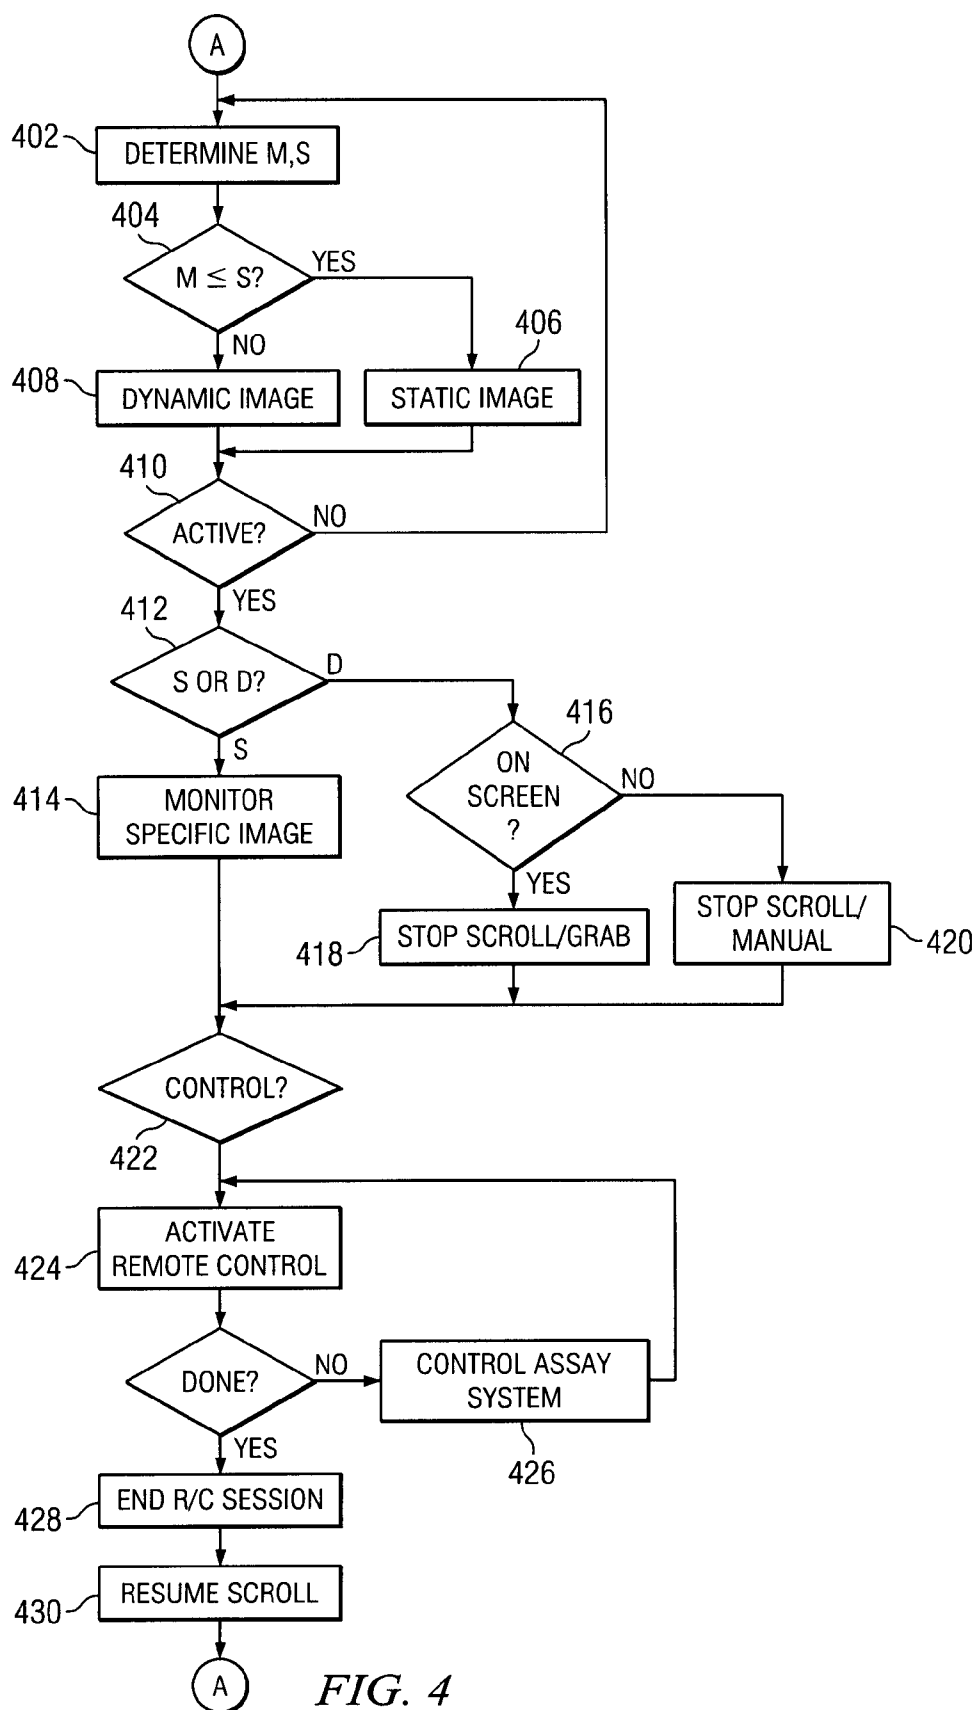 A
402
DETERMINE M,S
404
M ≤ S?
YES
NO
406
408
DYNAMIC IMAGE
STATIC IMAGE
410
ACTIVE?
NO
YES
412
S OR D?
D
S
416
ON
SCREEN
?
NO
YES
414
MONITOR
SPECIFIC IMAGE
418
STOP SCROLL/GRAB
STOP SCROLL/
MANUAL
420
CONTROL?
422
424
ACTIVATE
REMOTE CONTROL
DONE?
NO
YES
CONTROL ASSAY
SYSTEM
426
428
END R/C SESSION
430
RESUME SCROLL
A
FIG. 4